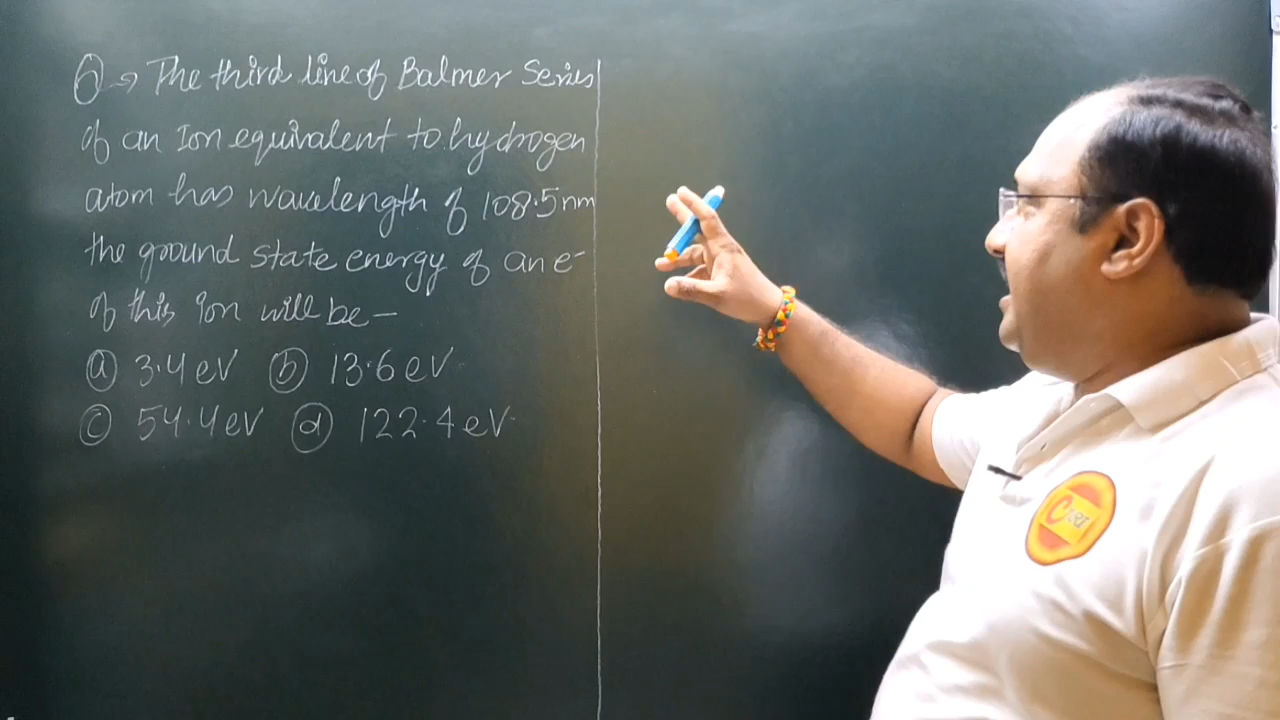 Q → The third line of Balmer Series
of an Ion equivalent to hydrogen
atom has wavelength of 108.5nm
the ground state energy of an e-
of this Ion will be -
(a) 3.4 eV (b) 13.6 eV
(c) 54.4 eV (d) 122.4 eV